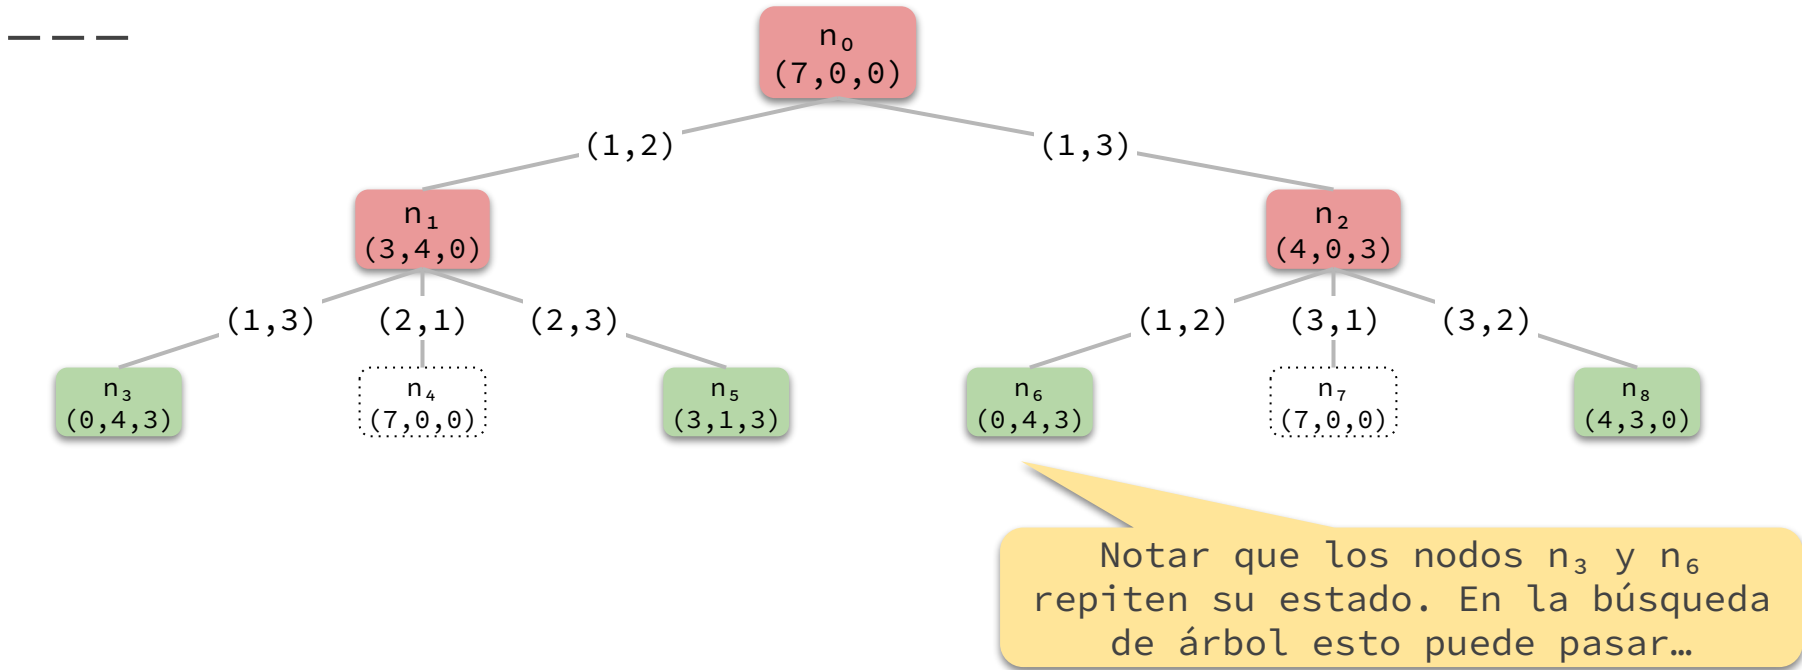 n₀
(7,0,0)
(1,2)
(1,3)
n₁
(3,4,0)
n₂
(4,0,3)
(1,3)
(2,1)
(2,3)
(1,2)
(3,1)
(3,2)
n₃
(0,4,3)
n₄
(7,0,0)
n₅
(3,1,3)
n₆
(0,4,3)
n₇
(7,0,0)
n₈
(4,3,0)
Notar que los nodos n₃ y n₆
repiten su estado. En la búsqueda
de árbol esto puede pasar…